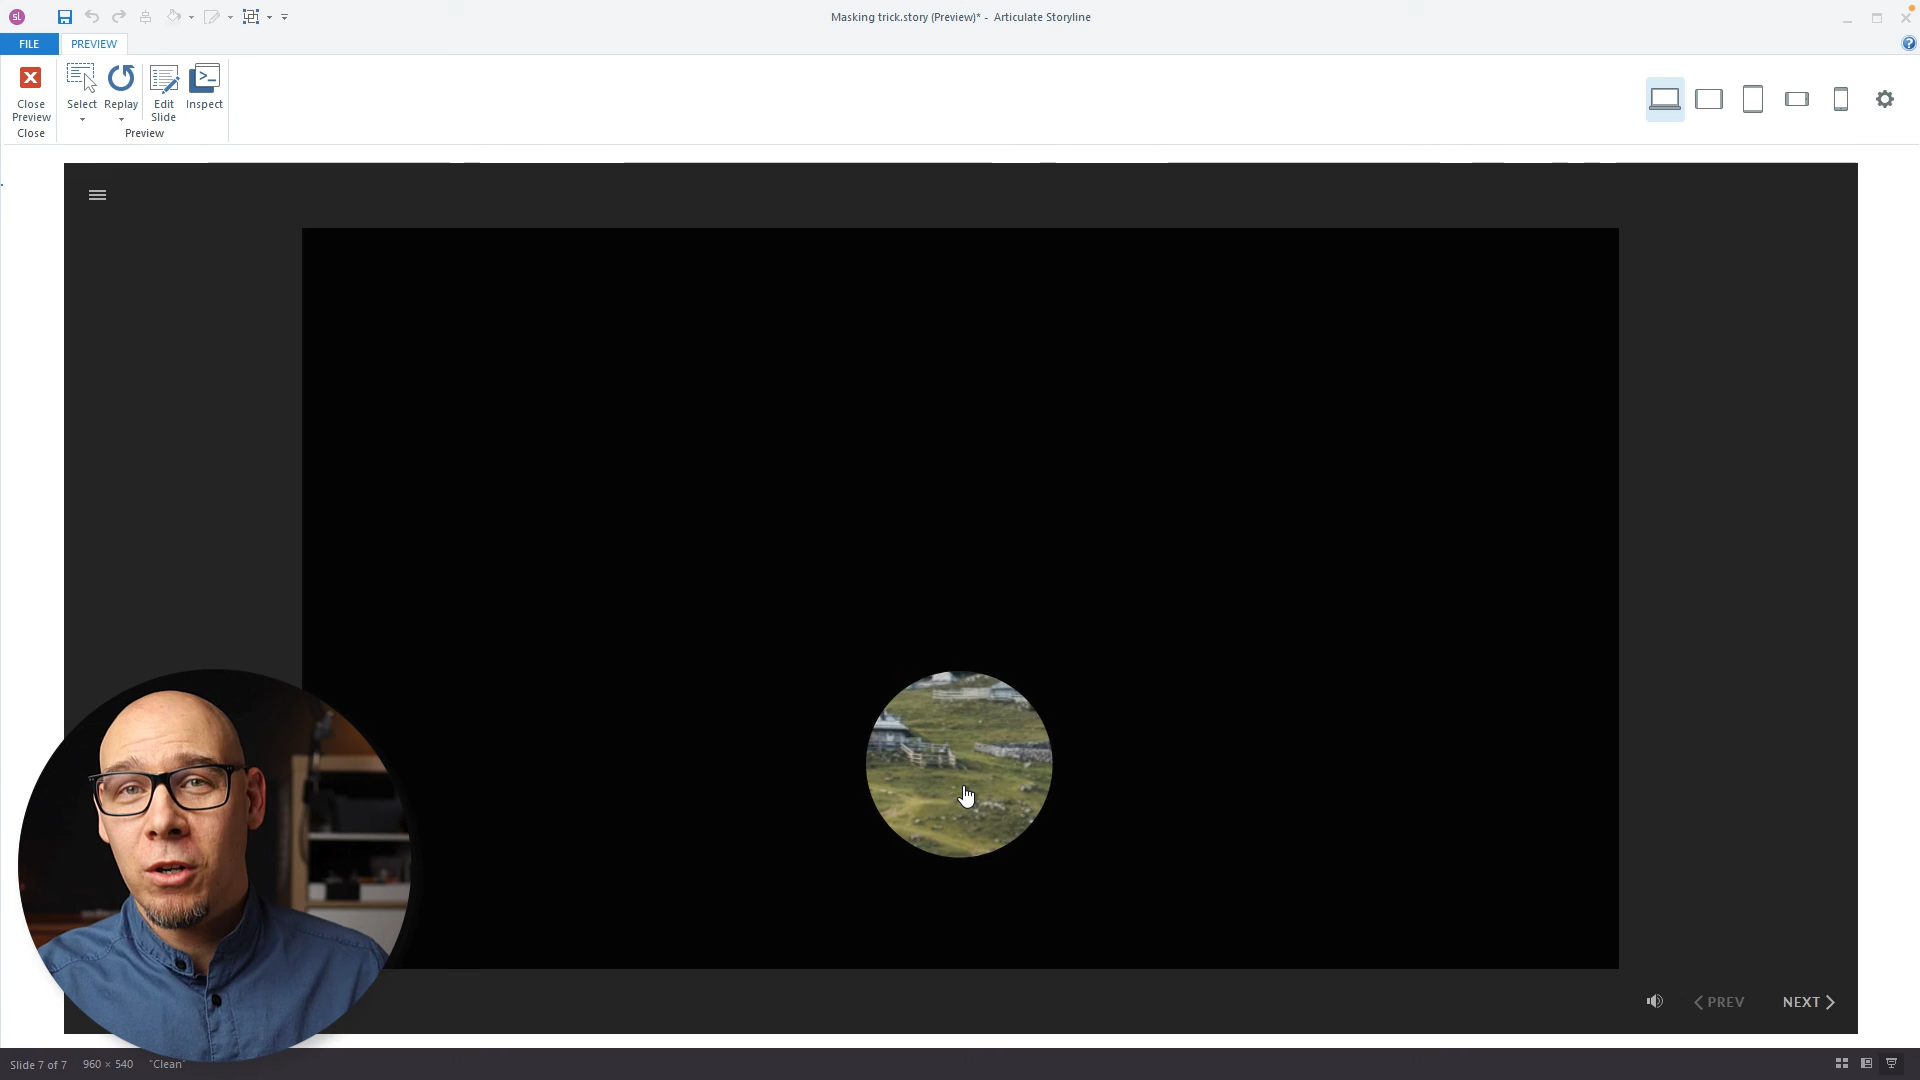 sl
Masking trick.story (Preview)* - Articulate Storyline
FILE
PREVIEW
?
Close
Preview
Select
Replay
Edit
Slide
Inspect
Close
Preview
PREV
NEXT
Slide 7 of 7
960 × 540
"Clean"